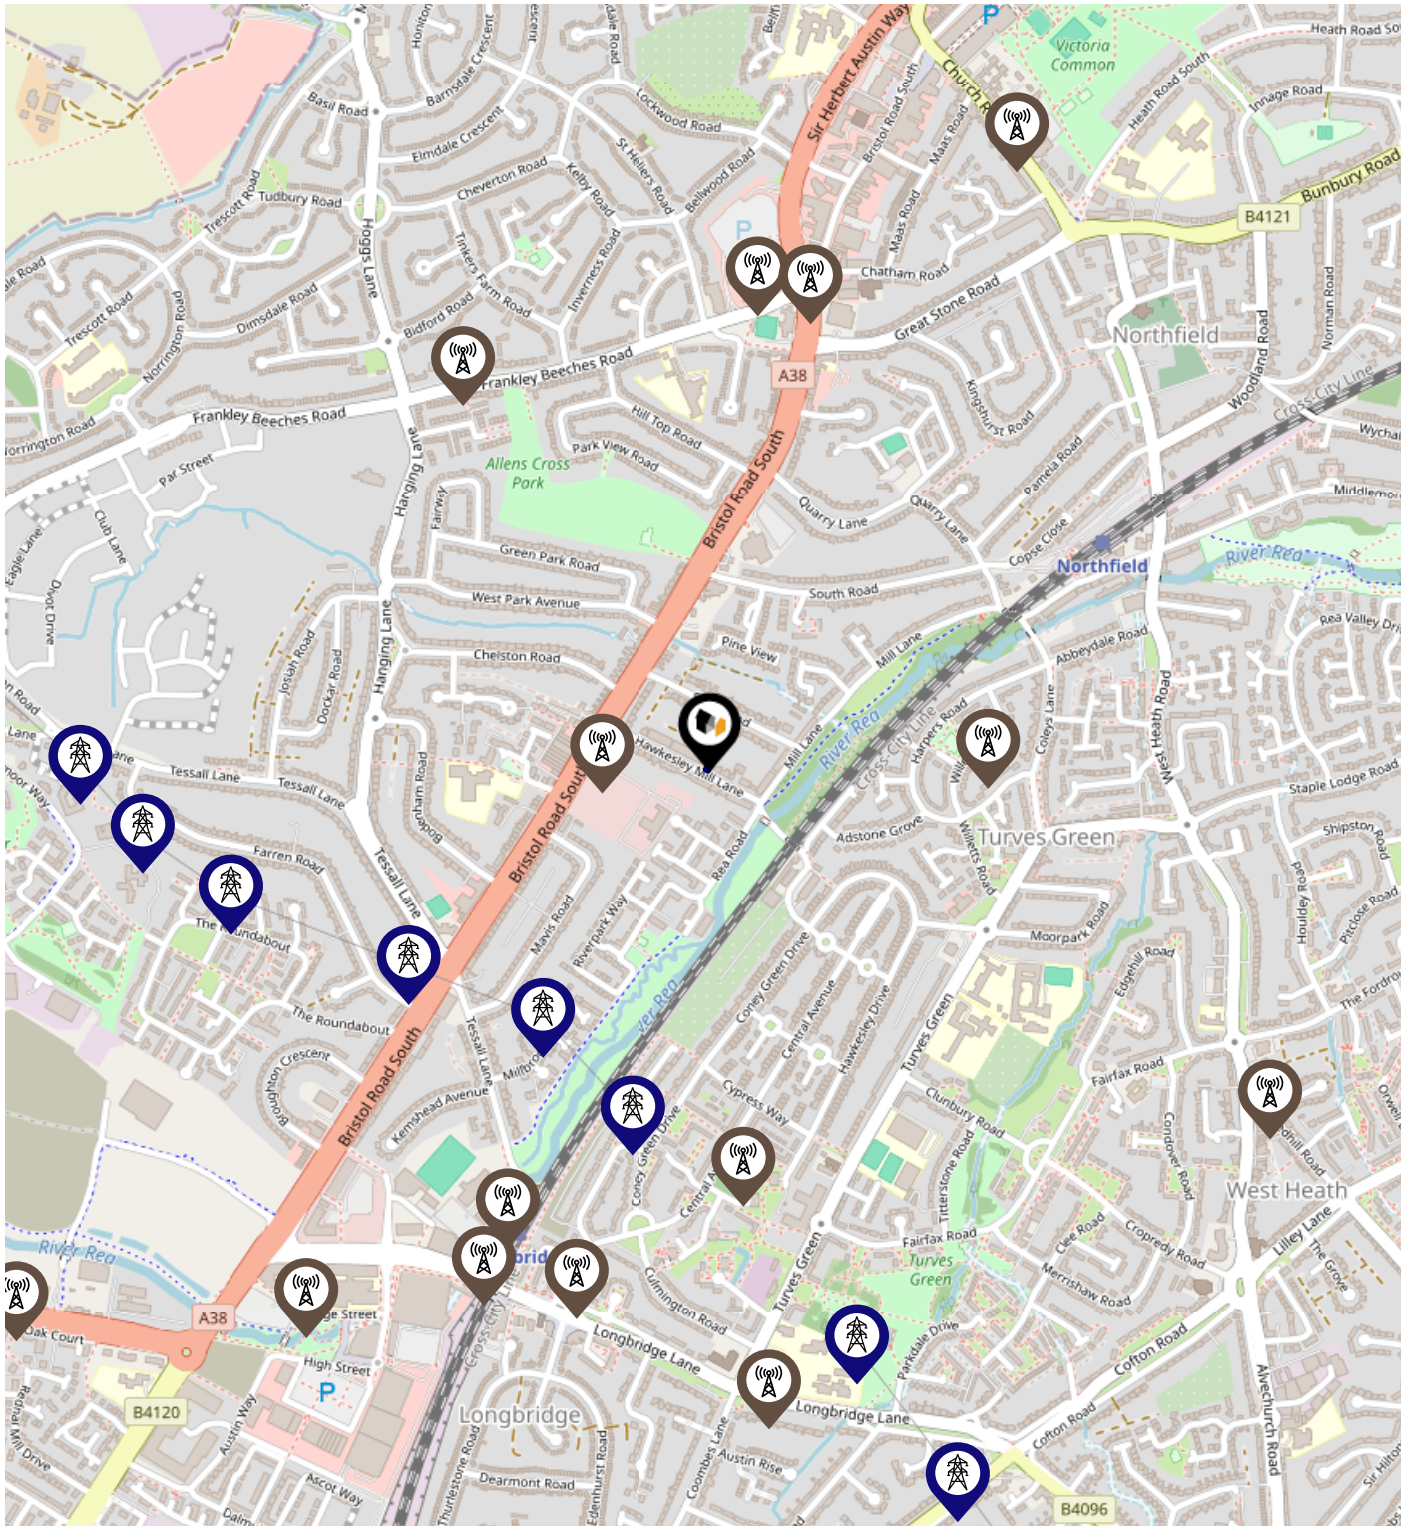 Sir Herbert Austin Way
P
Victoria
Common
Heath Road South
Barnsdale Crescent
Basil Road
Lockwood Road
Church R
Bristol Road South
Innage Road
Elmdale Crescent
St Heliers Road
Maas Road
Bunbury Road
Trescott Road
Cheverton Road
Kelby Road
Bellwood Road
Tudbury Road
P
Maas Road
B4121
Hoggs Lane
Tinkers Farm Road
Inverness Road
Chatham Road
Trescott Road
Norrington Road
Dimsdale Road
Bidford Road
Great Stone Road
Northfield
Norman Road
Woodland Road
Frankley Beeches Road
A38
Cross-City Line
Frankley Beeches Road
Hill Top Road
Kingshurst Road
Norrington Road
Park View Road
Par Street
Allens Cross
Park
Harging Lane
Pamela Road
Fairway
Bristol Road South
Quarry Lane
Quarry Lane
Club Lane
Eagle Lane
Copse Close
Green Park Road
River Rea
Northfield
Divot Drive
West Park Avenue
South Road
Hanging Lane
Pine View
Mill Lane
Abbeydale Road
Josiah Road
Dockar Road
Chelston Road
Coleys Lane
West Heath Road
Harpers Road
River Rea
Cross-City Line
Mill Lane
Hawkesley Mill Lane
Tessall Lane
Tessall Lane
Staple Lodge Road
Bristol Road South
Adstone Grove
Turves Green
Shipston Road
Farren Road
Rea Road
Willetts Road
Tessall Lane
Houldey Road
Pitclose Road
The Roundabout
Mavis Road
Riverpark Way
Moorpark Road
Coney Green Drive
Edgehill Road
Central Avenue
Hawkesley Drive
The Roundabout
Turves Green
Tessall Lane
Broughton Crescent
Bristol Road South
Fairfax Road
Kemshead Avenue
Cypress Way
Clunbury Road
Condover Road
Coney Green Drive
Titterstone Road
West Heath
Clee Road
Cropredy Road
Lilley Lane
River Rea
Fairfax Road
The Grove
Turves
Green
Culmington Road
Turves Green
Merrishaw Road
A38
ge Street
Oak Court
Cross-City Lin
Longbridge Lane
Parkdale Drive
Cofton Road
High Street
P
Rednal Mill Drive
B4120
Austin Way
Longbridge
Longbridge Lane
Cofton Road
Alvechurch Road
Coombes Lane
Austin Rise
Thurlestone Road
Dearmont Road
Edenhurst Road
Ascot Way
B4096